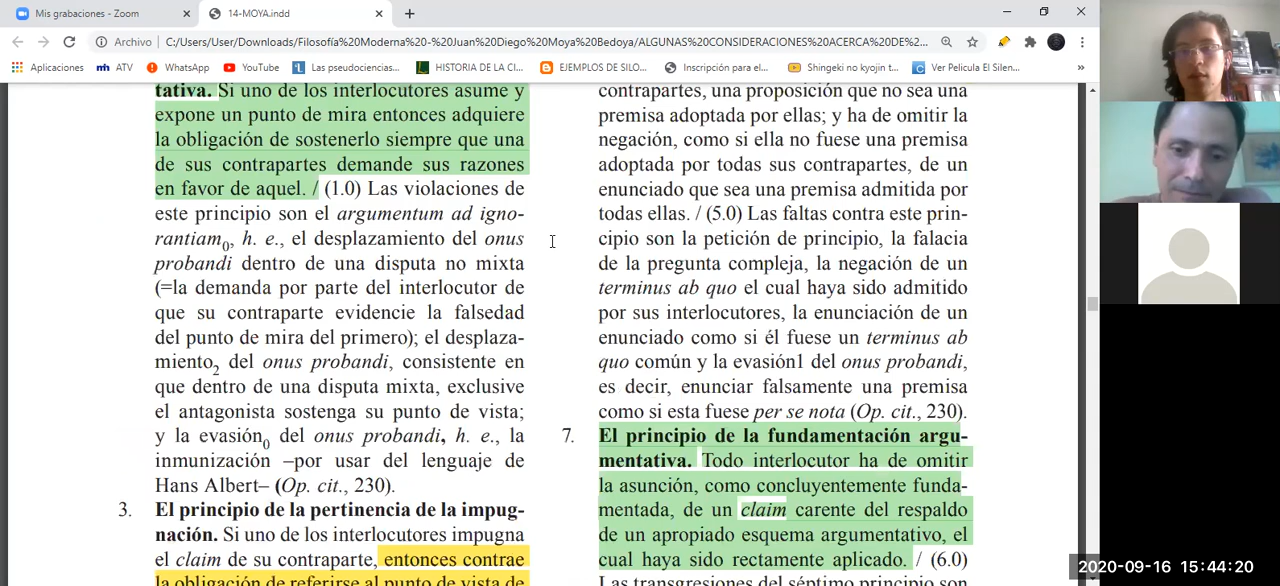 Mis grabaciones - Zoom
14-MOYA.indd
Archivo
C:/Users/User/Downloads/Filosofía%20Moderna%20-%20Juan%20Diego%20Moya%20Bedoya/ALGUNAS%20CONSIDERACIONES%20ACERCA%20DE%...
Aplicaciones
ATV
WhatsApp
YouTube
Las pseudociencias...
HISTORIA DE LA CI...
EJEMPLOS DE SILO...
Inscripción para el...
Shingeki no kyojin t...
Ver Pelicula El Silen...
»
tativa. Si uno de los interlocutores asume y
expone un punto de mira entonces adquiere
la obligación de sostenerlo siempre que una
de sus contrapartes demande sus razones
en favor de aquel. / (1.0) Las violaciones de
este principio son el argumentum ad igno-
rantiam0, h. e., el desplazamiento del onus
probandi dentro de una disputa no mixta
(=la demanda por parte del interlocutor de
que su contraparte evidencie la falsedad
del punto de mira del primero); el desplaza-
miento2 del onus probandi, consistente en
que dentro de una disputa mixta, exclusive
el antagonista sostenga su punto de vista;
y la evasión0 del onus probandi, h. e., la
inmunización –por usar del lenguaje de
Hans Albert– (Op. cit., 230).
3. El principio de la pertinencia de la impug-
nación. Si uno de los interlocutores impugna
el claim de su contraparte, entonces contrae
la obligación de referirse al punto de vista de
contrapartes, una proposición que no sea una
premisa adoptada por ellas; y ha de omitir la
negación, como si ella no fuese una premisa
adoptada por todas sus contrapartes, de un
enunciado que sea una premisa admitida por
todas ellas. / (5.0) Las faltas contra este prin-
cipio son la petición de principio, la falacia
de la pregunta compleja, la negación de un
terminus ab quo el cual haya sido admitido
por sus interlocutores, la enunciación de un
enunciado como si él fuese un terminus ab
quo común y la evasión1 del onus probandi,
es decir, enunciar falsamente una premisa
como si esta fuese per se nota (Op. cit., 230).
7. El principio de la fundamentación argu-
mentativa. Todo interlocutor ha de omitir
la asunción, como concluyentemente funda-
mentada, de un claim carente del respaldo
de un apropiado esquema argumentativo, el
cual haya sido rectamente aplicado. / (6.0)
Las transgresiones del séptimo principio son
2020-09-16 15:44:20